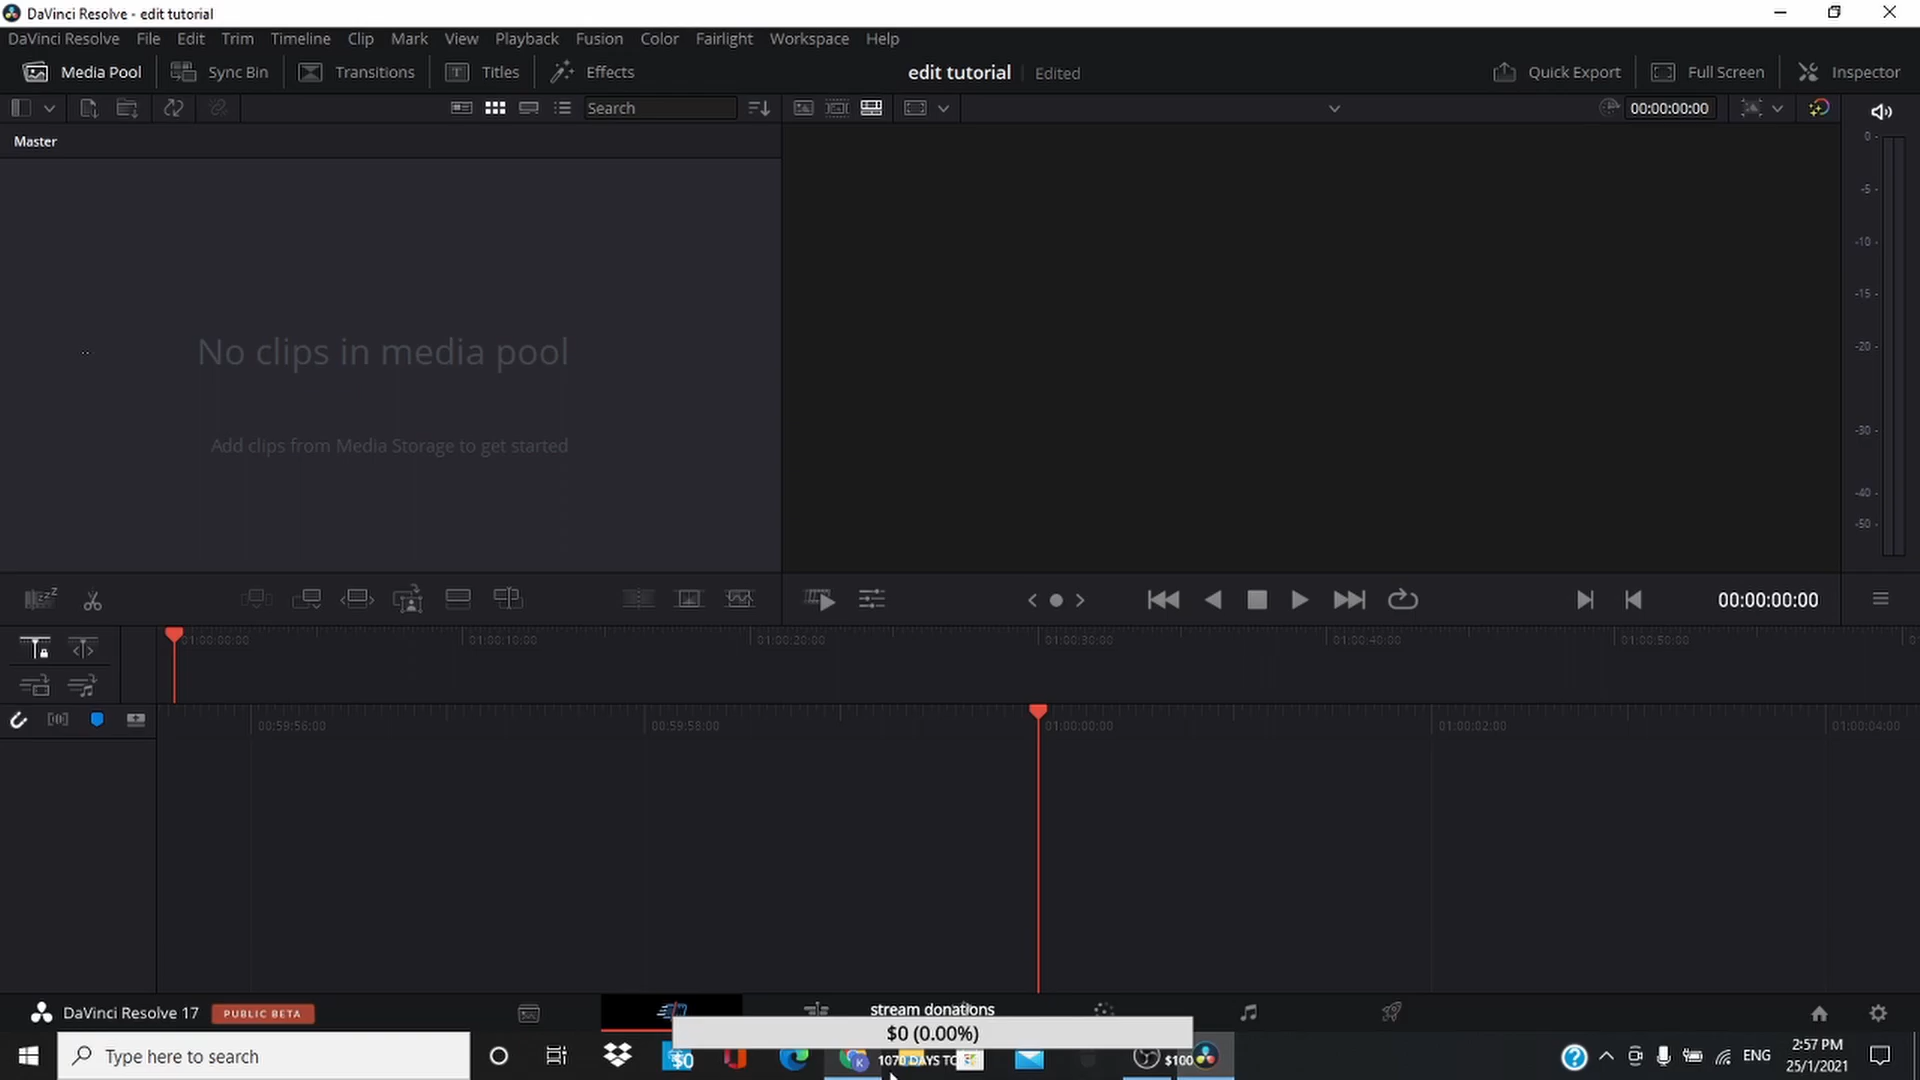 DaVinci Resolve - edit tutorial
DaVinci Resolve File Edit Trim Timeline Clip Mark View Playback Fusion Color Fairlight Workspace Help
Media Pool Sync Bin Transitions Titles Effects edit tutorial Edited Quick Export Full Screen Inspector
Search 00:00:00:00
Master
0
-5
-10
-15
-20
-30
-40
-50
No clips in media pool
Add clips from Media Storage to get started
00:00:00:00
01:00:00:00 01:00:10:00 01:00:20:00 01:00:30:00 01:00:40:00 01:00:50:00
00:59:56:00 00:59:58:00 01:00:00:00 01:00:02:00 01:00:04:00
DaVinci Resolve 17 PUBLIC BETA
stream donations
$0 (0.00%)
Type here to search
$0
1070 DAYS TO
$100
ENG
2:57 PM
25/1/2021